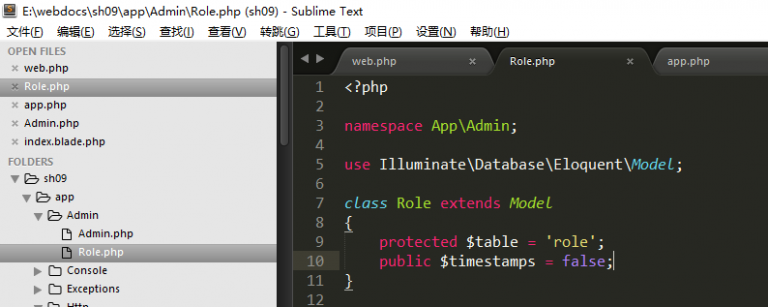 E:\webdocs\sh09\app\Admin\Role.php (sh09) - Sublime Text
文件(F) 编辑(E) 选择(S) 查找(I) 查看(V) 转跳(G) 工具(T) 项目(P) 设置(N) 帮助(H)
OPEN FILES
web.php
Role.php
app.php
Admin.php
index.blade.php
FOLDERS
sh09
app
Admin
Admin.php
Role.php
Console
Exceptions
Http
web.php Role.php app.php
1 <?php
2
3 namespace App\Admin;
4
5 use Illuminate\Database\Eloquent\Model;
6
7 class Role extends Model
8 {
9 protected $table = 'role';
10 public $timestamps = false;
11 }
12